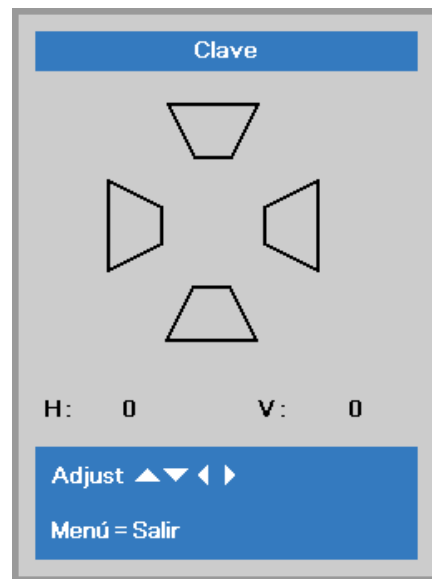 Clave
H: 0 V: 0
Adjust ▲▼◀▶
Menú = Salir